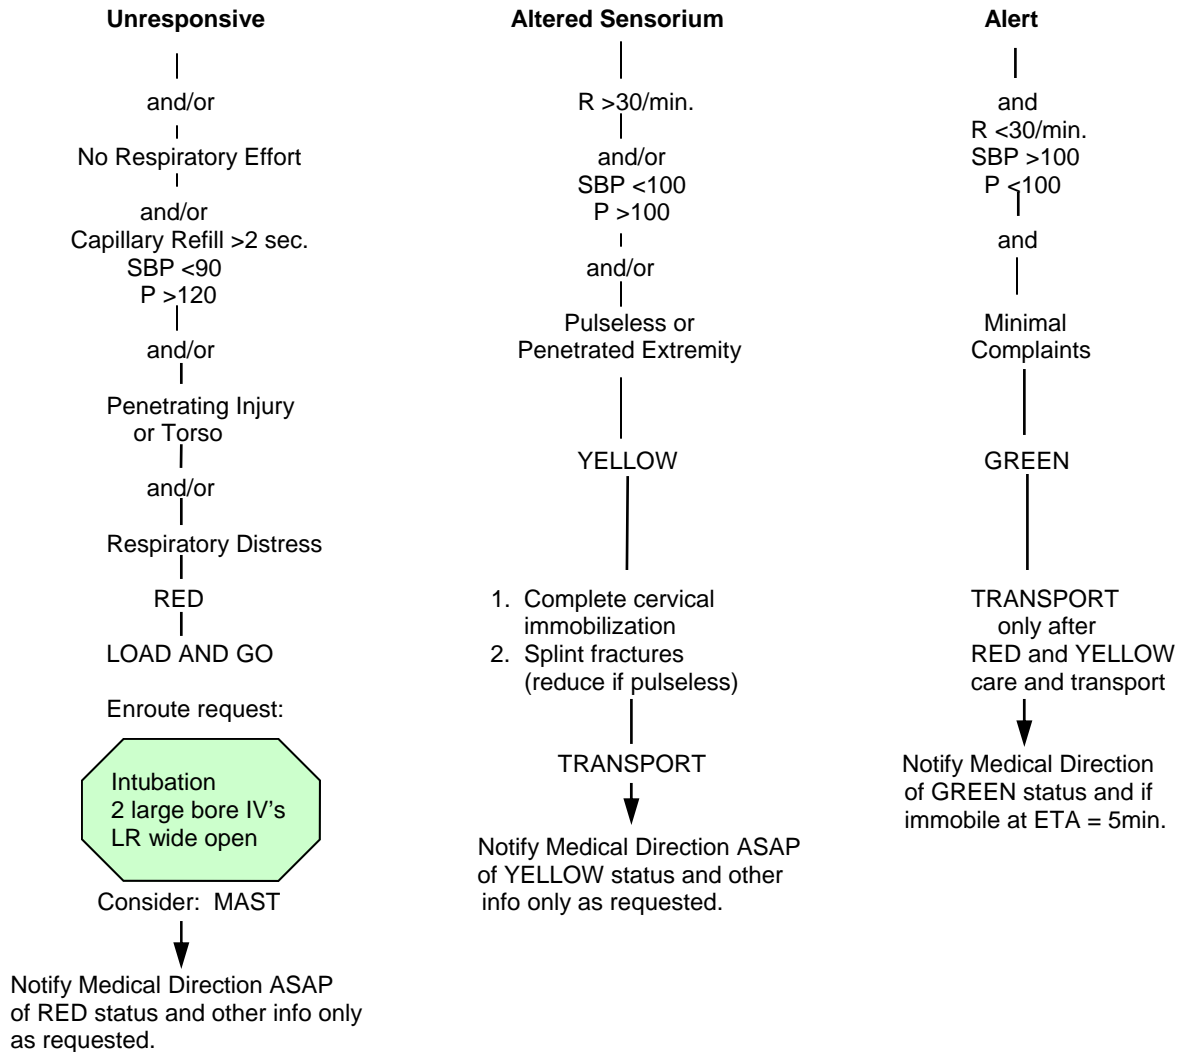 Unresponsive
and/or
No Respiratory Effort
and/or
Capillary Refill >2 sec.
SBP <90
P >120
and/or
Penetrating Injury
or Torso
and/or
Respiratory Distress
RED
LOAD AND GO
Enroute request:
Intubation
2 large bore IV's
LR wide open
Consider: MAST
Notify Medical Direction ASAP
of RED status and other info only
as requested.
Altered Sensorium
R >30/min.
and/or
SBP <100
P >100
and/or
Pulseless or
Penetrated Extremity
YELLOW
1. Complete cervical
immobilization
2. Splint fractures
(reduce if pulseless)
TRANSPORT
Notify Medical Direction ASAP
of YELLOW status and other
info only as requested.
Alert
and
R <30/min.
SBP >100
P <100
and
Minimal
Complaints
GREEN
TRANSPORT
only after
RED and YELLOW
care and transport
Notify Medical Direction
of GREEN status and if
immobile at ETA = 5min.